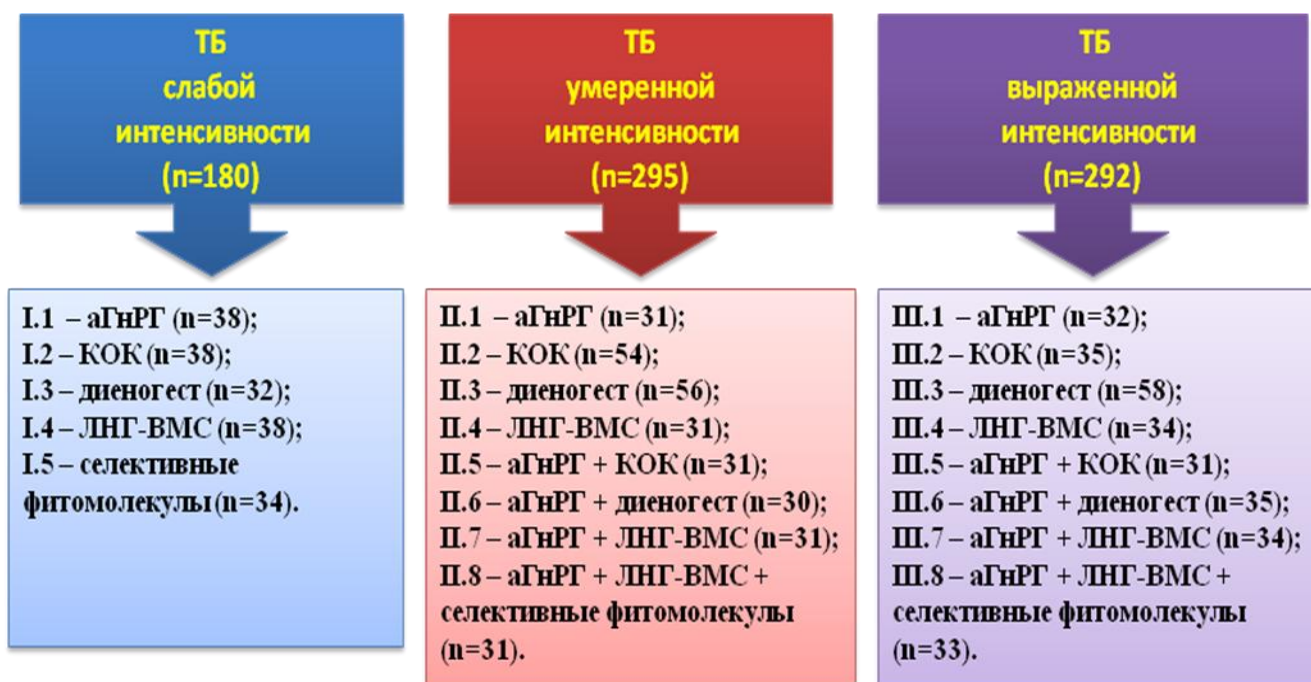 ТБ
слабой
интенсивности
(n=180)
I.1 – аГнРГ (n=38);
I.2 – КОК (n=38);
I.3 – диеногест (n=32);
I.4 – ЛНГ-ВМС (n=38);
I.5 – селективные
фитомолекулы (n=34).
ТБ
умеренной
интенсивности
(n=295)
II.1 – аГнРГ (n=31);
II.2 – КОК (n=54);
II.3 – диеногест (n=56);
II.4 – ЛНГ-ВМС (n=31);
II.5 – аГнРГ + КОК (n=31);
II.6 – аГнРГ + диеногест (n=30);
II.7 – аГнРГ + ЛНГ-ВМС (n=31);
II.8 – аГнРГ + ЛНГ-ВМС +
селективные фитомолекулы
(n=31).
ТБ
выраженной
интенсивности
(n=292)
III.1 – аГнРГ (n=32);
III.2 – КОК (n=35);
III.3 – диеногест (n=58);
III.4 – ЛНГ-ВМС (n=34);
III.5 – аГнРГ + КОК (n=31);
III.6 – аГнРГ + диеногест (n=35);
III.7 – аГнРГ + ЛНГ-ВМС (n=34);
III.8 – аГнРГ + ЛНГ-ВМС +
селективные фитомолекулы
(n=33).